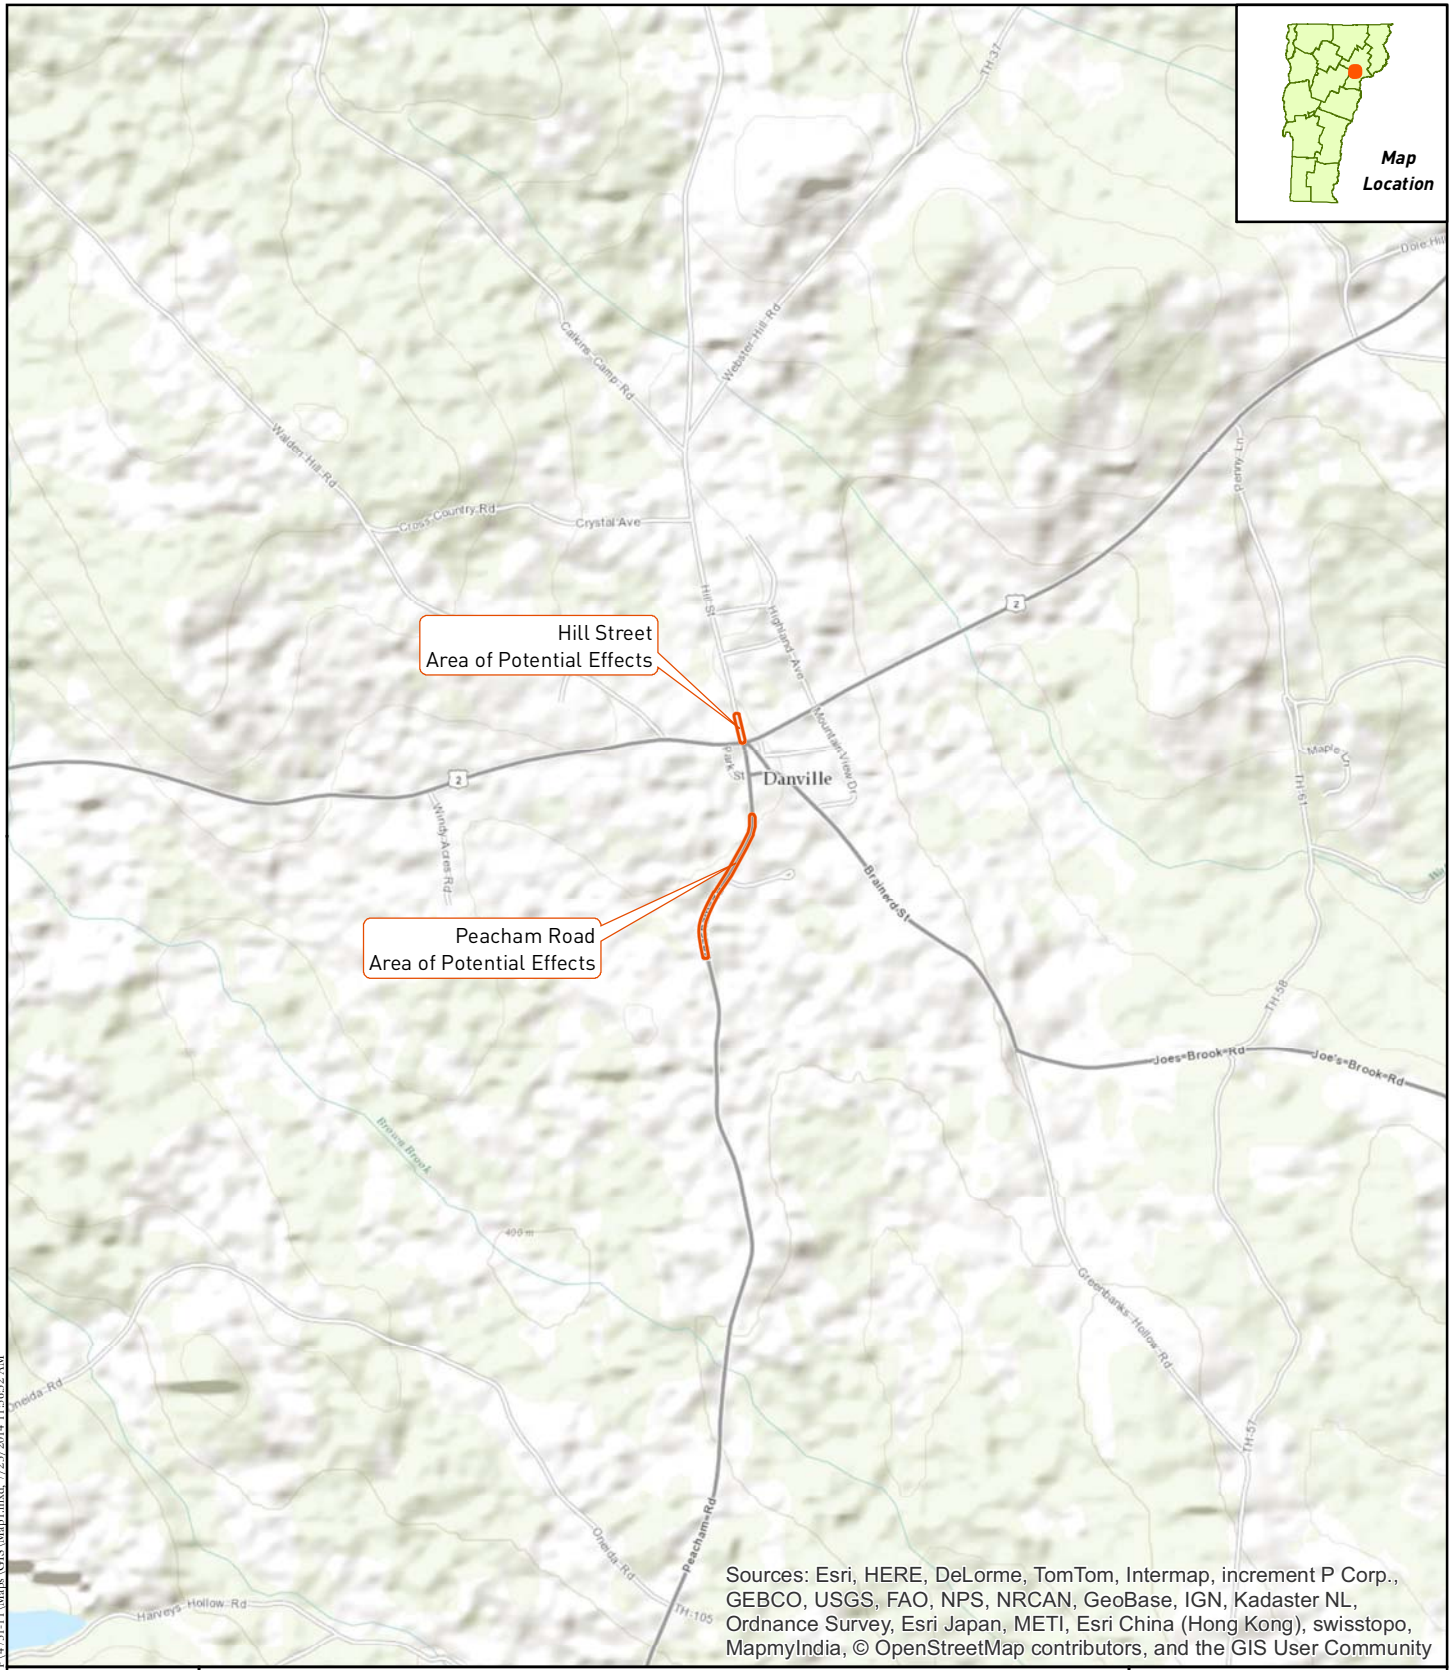 Map
Location
TH-37
Dole Hill
Calkins Camp Rd
Webster Hill Rd
Walden Hill Rd
Penny Ln
Cross Country Rd
Crystal Ave
Hill St
Highland Ave
2
Hill Street
Area of Potential Effects
Mountain View Dr
Park St
Danville
2
Maple Ln
TH-61
Windy Acres Rd
Brainerd St
Peacham Road
Area of Potential Effects
TH-58
Joes Brook Rd
Joe's Brook Rd
Brown Brook
400 m
Greenbanks Hollow Rd
Oneida Rd
TH-57
Peacham Rd
Oneida Rd
TH-105
Harveys Hollow Rd
Sources: Esri, HERE, DeLorme, TomTom, Intermap, increment P Corp.,
GEBCO, USGS, FAO, NPS, NRCAN, GeoBase, IGN, Kadaster NL,
Ordnance Survey, Esri Japan, METI, Esri China (Hong Kong), swisstopo,
MapmyIndia, © OpenStreetMap contributors, and the GIS User Community